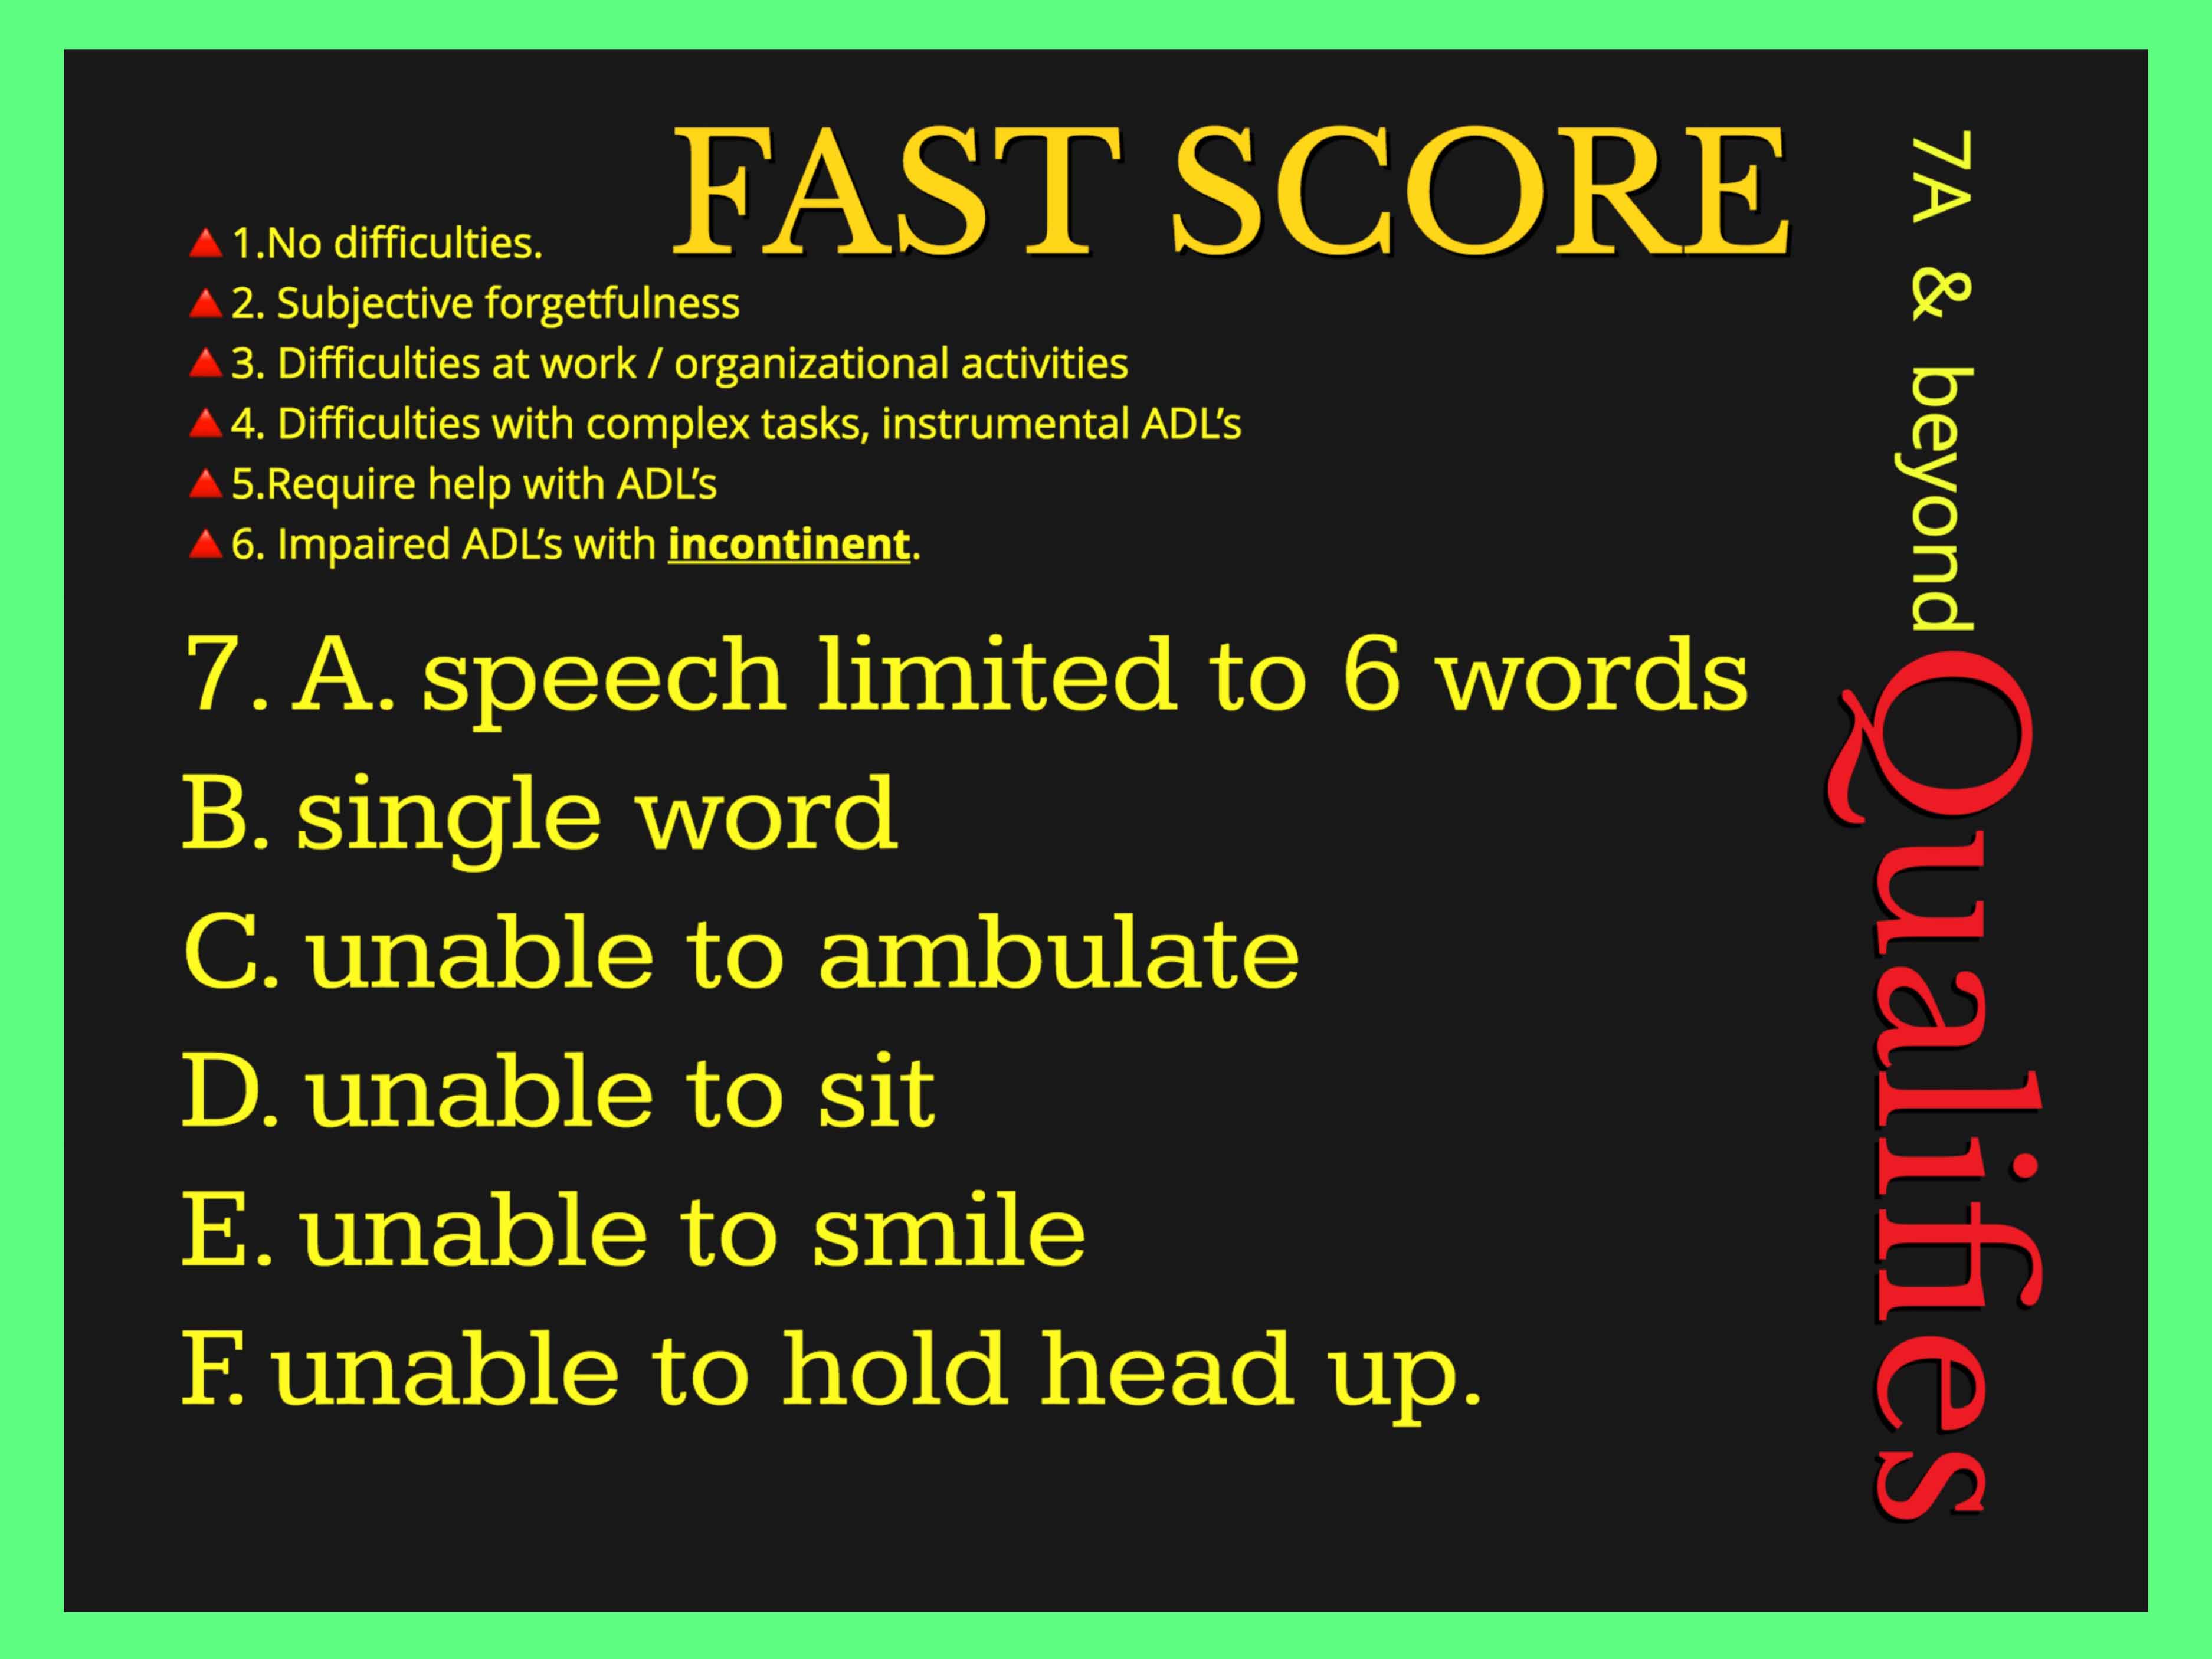 FAST SCORE
1.No difficulties.
2. Subjective forgetfulness
3. Difficulties at work / organizational activities
4. Difficulties with complex tasks, instrumental ADL’s
5.Require help with ADL’s
6. Impaired ADL’s with incontinent.
7. A. speech limited to 6 words
B. single word
C. unable to ambulate
D. unable to sit
E. unable to smile
F. unable to hold head up.
7A & beyond Qualifies